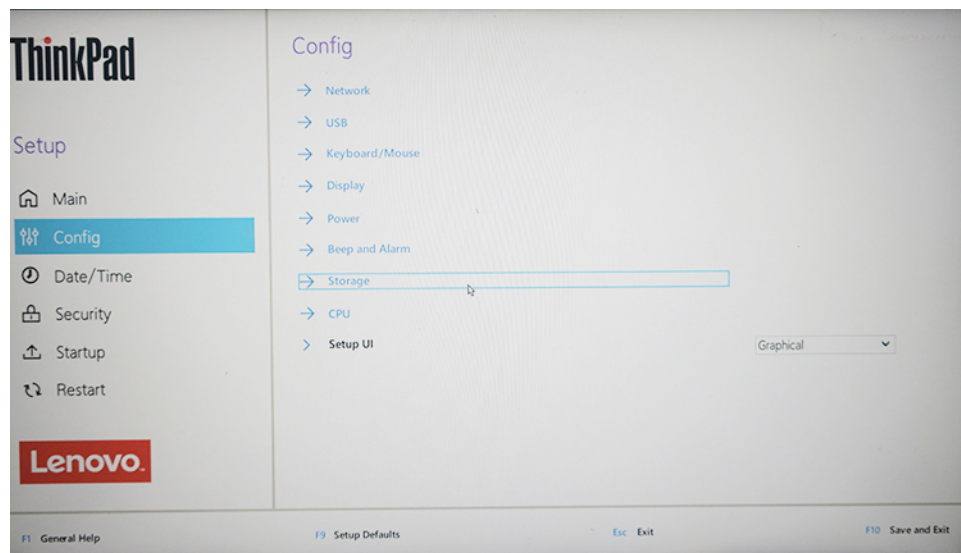 ThinkPad
Setup
Main
Config
Date/Time
Security
Startup
Restart
Lenovo.
Config
Network
USB
Keyboard/Mouse
Display
Power
Beep and Alarm
Storage
CPU
Setup UI Graphical
F1 General Help F9 Setup Defaults Esc Exit F10 Save and Exit